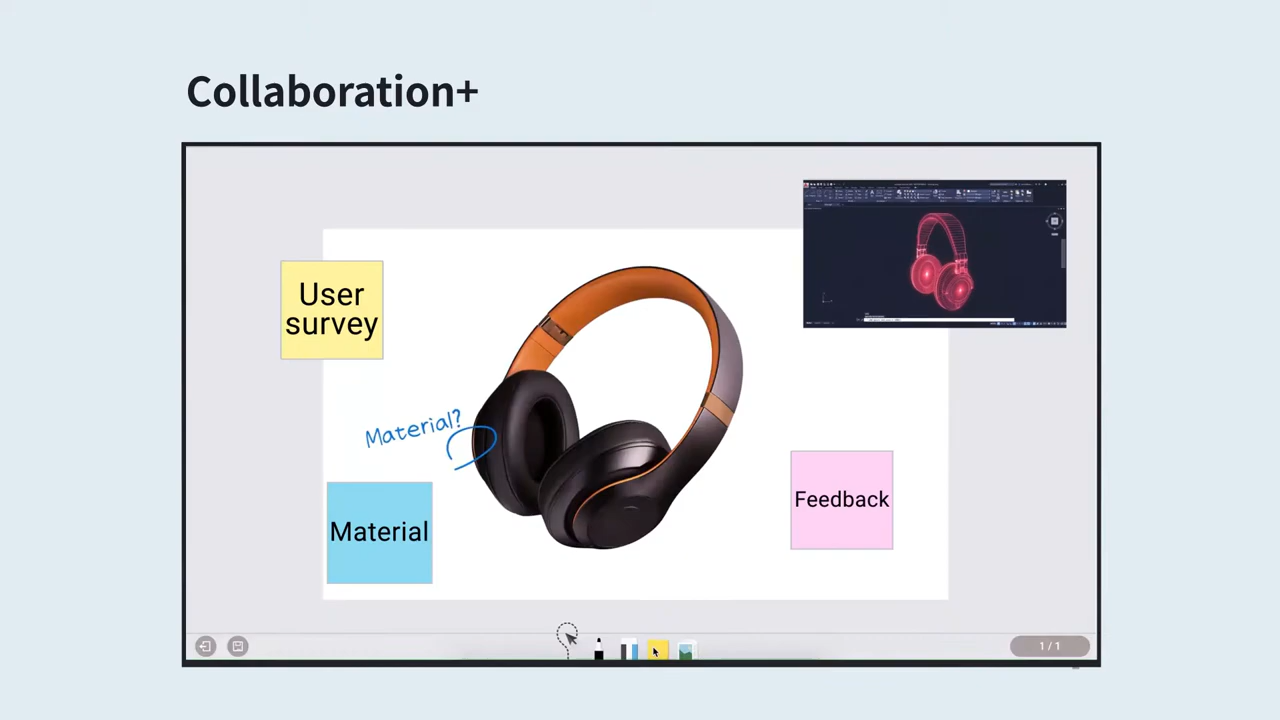 Collaboration+
User
survey
Material?
Material
Feedback
1 / 1